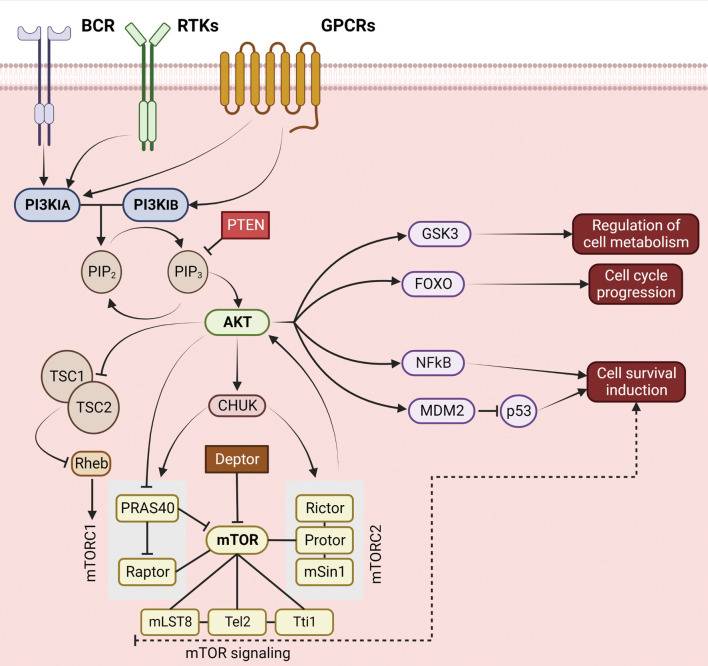 BCR
RTKs
GPCRs
PI3KIA
PI3KIB
PTEN
PIP₂
PIP₃
AKT
GSK3
Regulation of
cell metabolism
FOXO
Cell cycle
progression
NFkB
MDM2
p53
Cell survival
induction
TSC1
TSC2
CHUK
Rheb
Deptor
mTORC1
PRAS40
Raptor
mTOR
Rictor
Protor
mSin1
mTORC2
mLST8
Tel2
Tti1
mTOR signaling